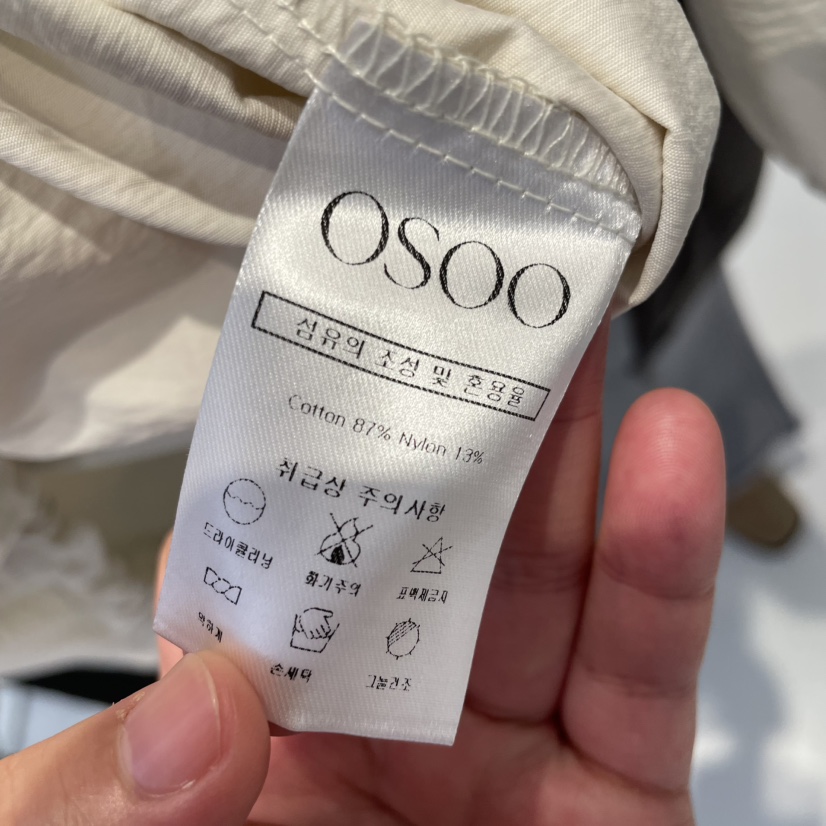 OSOO
섬유의 조성 및 혼용율
Cotton 87% Nylon 13%
취급상 주의사항
드라이클리닝
화기주의
표백제금지
약하게
손세탁
그늘건조